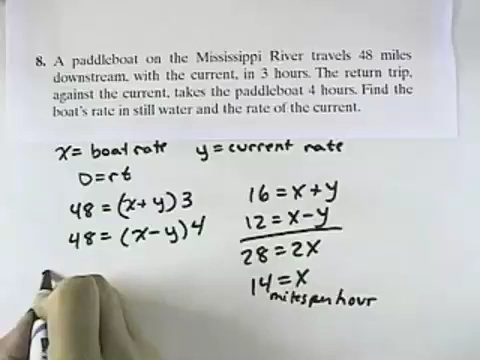 8. A paddleboat on the Mississippi River travels 48 miles
downstream, with the current, in 3 hours. The return trip,
against the current, takes the paddleboat 4 hours. Find the
boat's rate in still water and the rate of the current.
x = boat rate y = current rate
D=rt
48 = (x+y)3
48 = (x-y)4
16 = x+y
12 = x-y
28 = 2x
14 = x
miles per hour